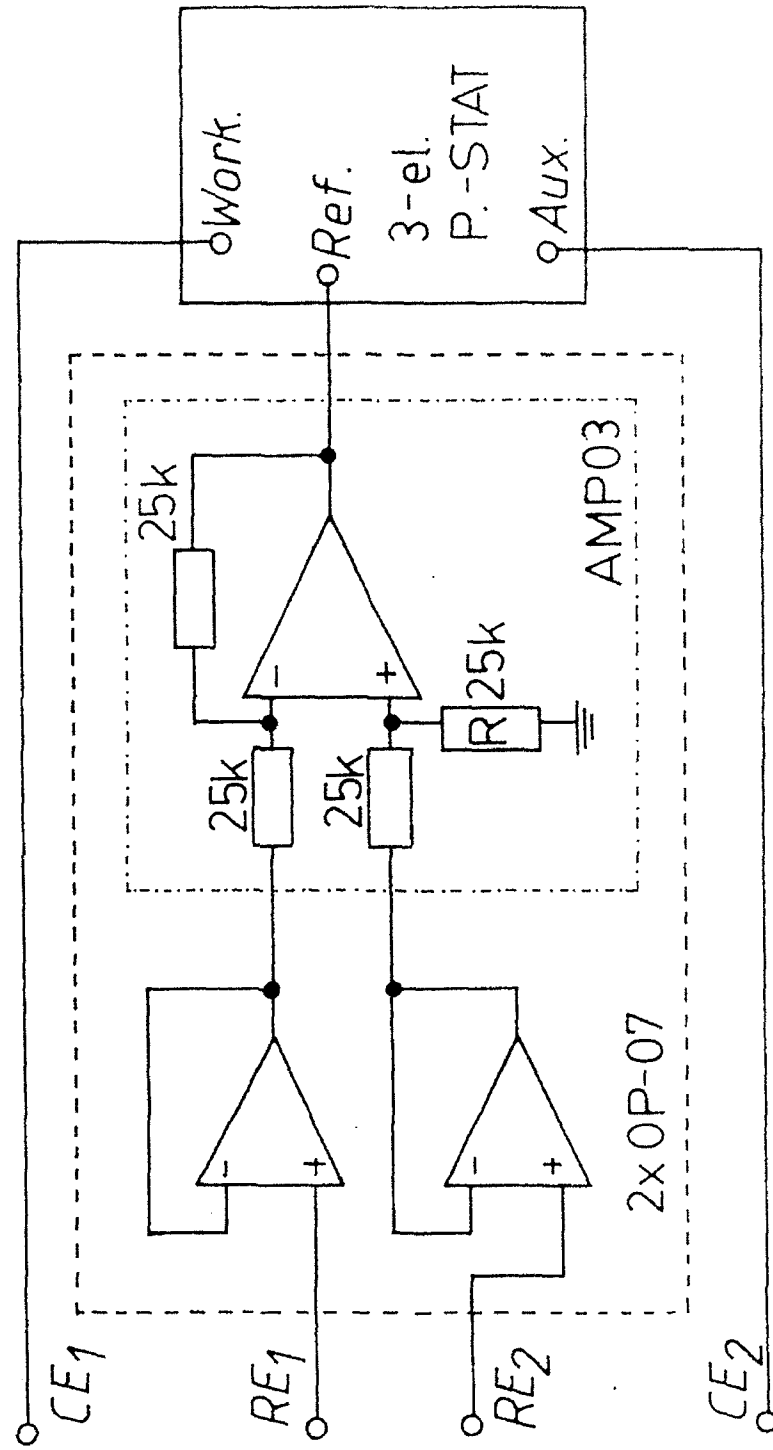 CE1
Work.
25k
RE1
-
+
25k
-
+
Ref.
3-el.
P.-STAT
RE2
-
+
25k
R 25k
Aux.
2x OP-07
AMP03
CE2